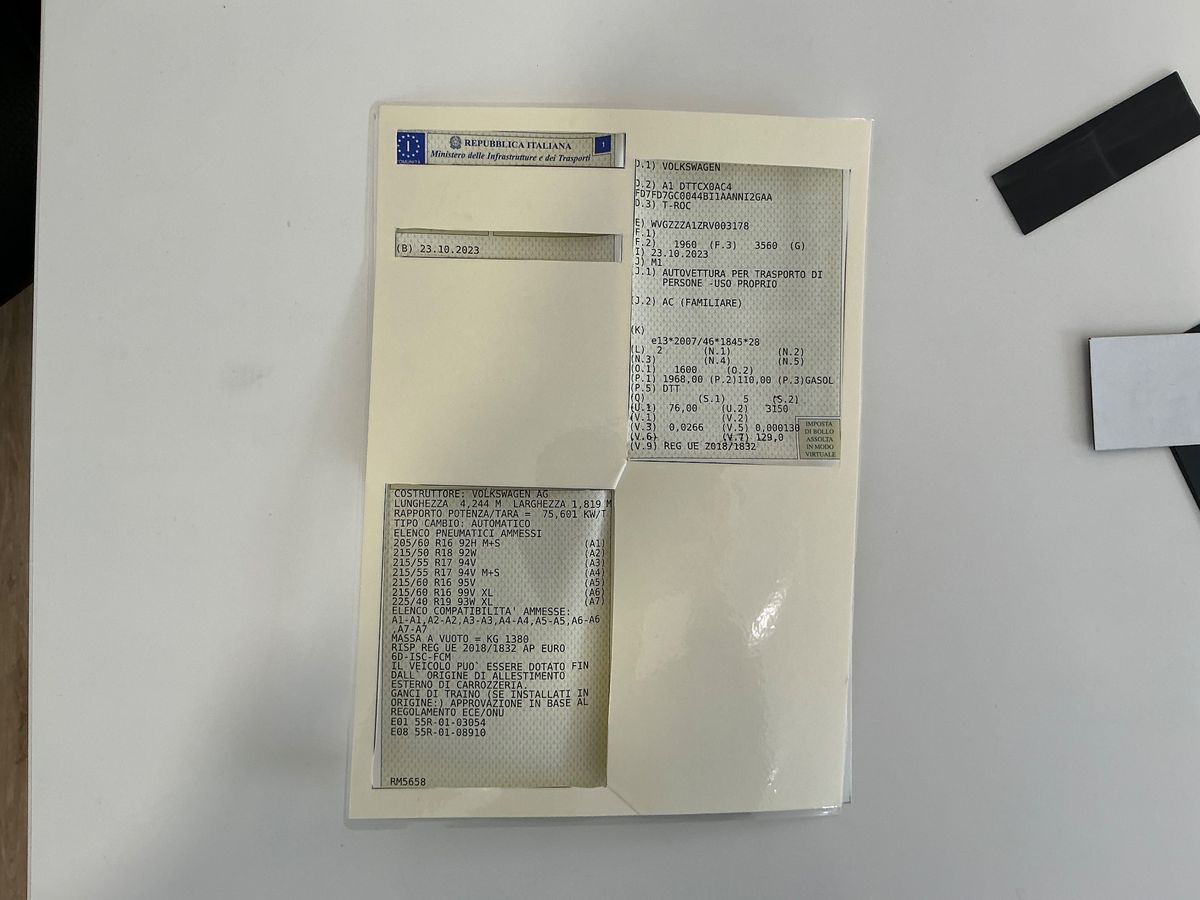 I
COMUNITÀ
REPUBBLICA ITALIANA
Ministero delle Infrastrutture e dei Trasporti
1
(B) 23.10.2023
D.1) VOLKSWAGEN
D.2) A1 DTTCX0AC4
FD7FD7GC0044BI1AANNI2GAA
D.3) T-ROC
E) WVGZZZA1ZRV003178
F.1)
F.2) 1960 (F.3) 3560 (G)
I) 23.10.2023
J) M1
J.1) AUTOVETTURA PER TRASPORTO DI
PERSONE -USO PROPRIO
(J.2) AC (FAMILIARE)
(K)
e13*2007/46*1845*28
(L) 2 (N.1) (N.2)
(N.3) (N.4) (N.5)
(O.1) 1600 (O.2)
(P.1) 1968,00 (P.2)110,00 (P.3)GASOL
(P.5) DTT
(Q) (S.1) 5 (S.2)
(U.1) 76,00 (U.2) 3150
(V.1) (V.2)
(V.3) 0,0266 (V.5) 0,000130
(V.6) (V.7) 129,0
(V.9) REG UE 2018/1832
IMPOSTA
DI BOLLO
ASSOLTA
IN MODO
VIRTUALE
COSTRUTTORE: VOLKSWAGEN AG
LUNGHEZZA 4,244 M LARGHEZZA 1,819 M
RAPPORTO POTENZA/TARA = 75,601 KW/T
TIPO CAMBIO: AUTOMATICO
ELENCO PNEUMATICI AMMESSI
205/60 R16 92H M+S (A1)
215/50 R18 92W (A2)
215/55 R17 94V (A3)
215/55 R17 94V M+S (A4)
215/60 R16 95V (A5)
215/60 R16 99V XL (A6)
225/40 R19 93W XL (A7)
ELENCO COMPATIBILITA' AMMESSE:
A1-A1,A2-A2,A3-A3,A4-A4,A5-A5,A6-A6
,A7-A7
MASSA A VUOTO = KG 1380
RISP REG UE 2018/1832 AP EURO
6D-ISC-FCM
IL VEICOLO PUO` ESSERE DOTATO FIN
DALL` ORIGINE DI ALLESTIMENTO
ESTERNO DI CARROZZERIA.
GANCI DI TRAINO (SE INSTALLATI IN
ORIGINE:) APPROVAZIONE IN BASE AL
REGOLAMENTO ECE/ONU
E01 55R-01-03054
E08 55R-01-08910
RM5658